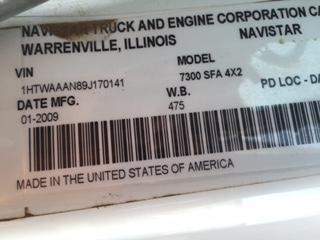 NAVISTAR TRUCK AND ENGINE CORPORATION
WARRENVILLE, ILLINOIS NAVISTAR
VIN MODEL
1HTWAAAN89J170141 7300 SFA 4X2
DATE MFG. W.B. PD LOC -
01-2009 475
MADE IN THE UNITED STATES OF AMERICA